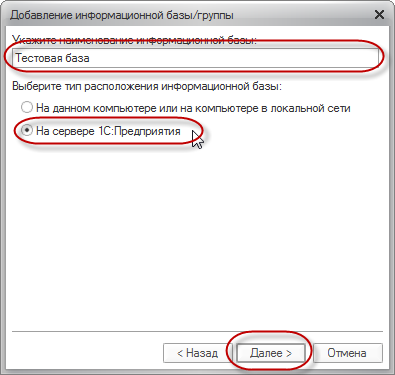 Добавление информационной базы/группы
Укажите наименование информационной базы:
Тестовая база
Выберите тип расположения информационной базы:
На данном компьютере или на компьютере в локальной сети
На сервере 1С:Предприятия
< Назад
Далее >
Отмена